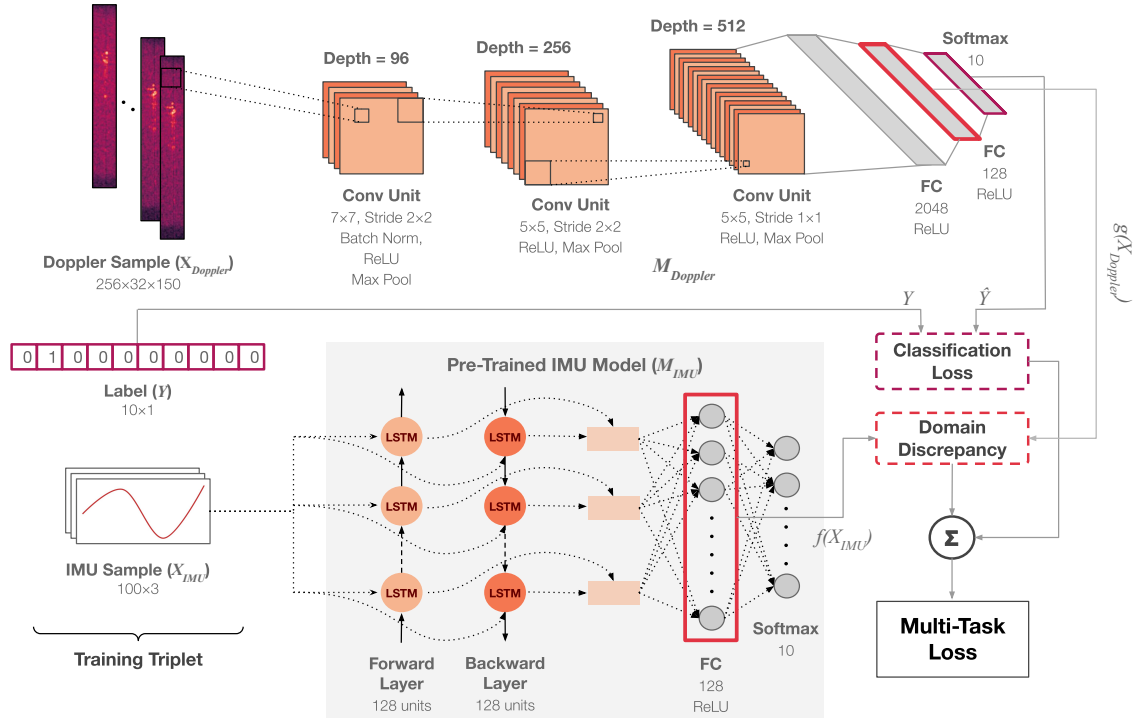 Depth = 96
Depth = 256
Depth = 512
Softmax
10
Conv Unit
7×7, Stride 2×2
Batch Norm,
ReLU
Max Pool
Conv Unit
5×5, Stride 2×2
ReLU, Max Pool
Conv Unit
5×5, Stride 1×1
ReLU, Max Pool
FC
2048
ReLU
FC
128
ReLU
Doppler Sample (X_Doppler)
256×32×150
M_Doppler
g(X_Doppler)
Y
Ŷ
0 1 0 0 0 0 0 0 0 0
Label (Y)
10×1
Classification
Loss
Domain
Discrepancy
Pre-Trained IMU Model (M_IMU)
LSTM
LSTM
LSTM
LSTM
LSTM
LSTM
f(X_IMU)
Σ
IMU Sample (X_IMU)
100×3
Training Triplet
Forward
Layer
128 units
Backward
Layer
128 units
FC
128
ReLU
Softmax
10
Multi-Task
Loss